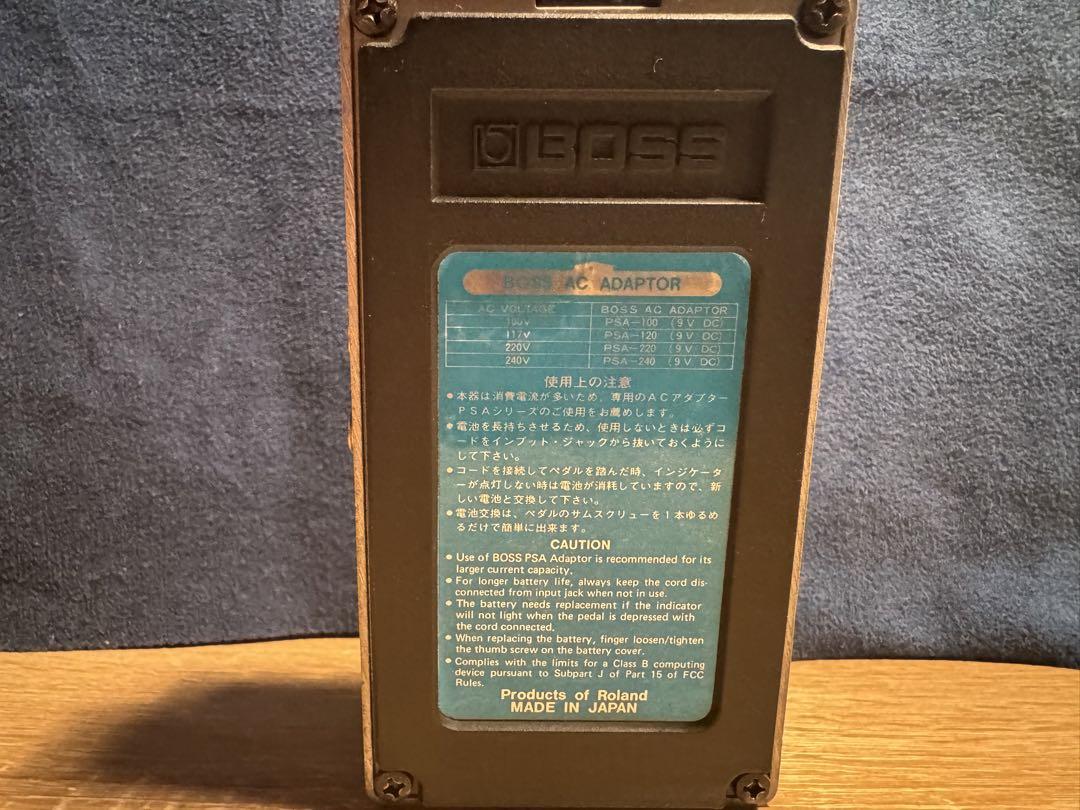 BOSS
BOSS AC ADAPTOR
AC VOLTAGE BOSS AC ADAPTOR
100V PSA-100 (9V DC)
117V PSA-120 (9V DC)
220V PSA-220 (9V DC)
240V PSA-240 (9V DC)
使用上の注意
●本器は消費電流が多いため、専用のACアダプター
PSAシリーズのご使用をお薦めします。
●電池を長持ちさせるため、使用しないときは必ずコ
ードをインプット・ジャックから抜いておくように
して下さい。
●コードを接続してペダルを踏んだ時、インジケータ
ーが点灯しない時は電池が消耗していますので、新
しい電池と交換して下さい。
●電池交換は、ペダルのサムスクリューを1本ゆるめ
るだけで簡単に出来ます。
CAUTION
● Use of BOSS PSA Adaptor is recommended for its
larger current capacity.
● For longer battery life, always keep the cord dis-
connected from input jack when not in use.
● The battery needs replacement if the indicator
will not light when the pedal is depressed with
the cord connected.
● When replacing the battery, finger loosen/tighten
the thumb screw on the battery cover.
● Complies with the limits for a Class B computing
device pursuant to Subpart J of Part 15 of FCC
Rules.
Products of Roland
MADE IN JAPAN